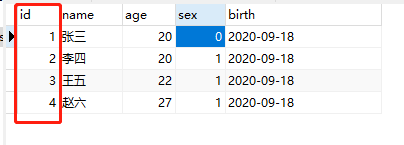 id name age sex birth
1 张三 20 0 2020-09-18
2 李四 20 1 2020-09-18
3 王五 22 1 2020-09-18
4 赵六 27 1 2020-09-18